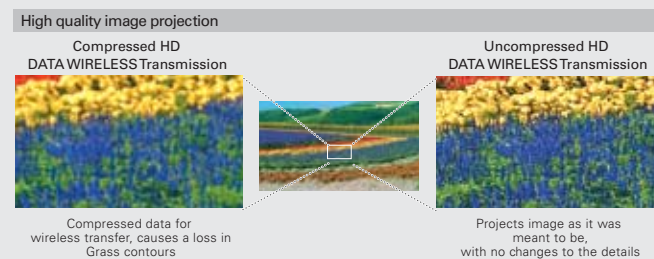 High quality image projection
Compressed HD
DATA WIRELESS Transmission
Compressed data for
wireless transfer, causes a loss in
Grass contours
Uncompressed HD
DATA WIRELESS Transmission
Projects image as it was
meant to be,
with no changes to the details